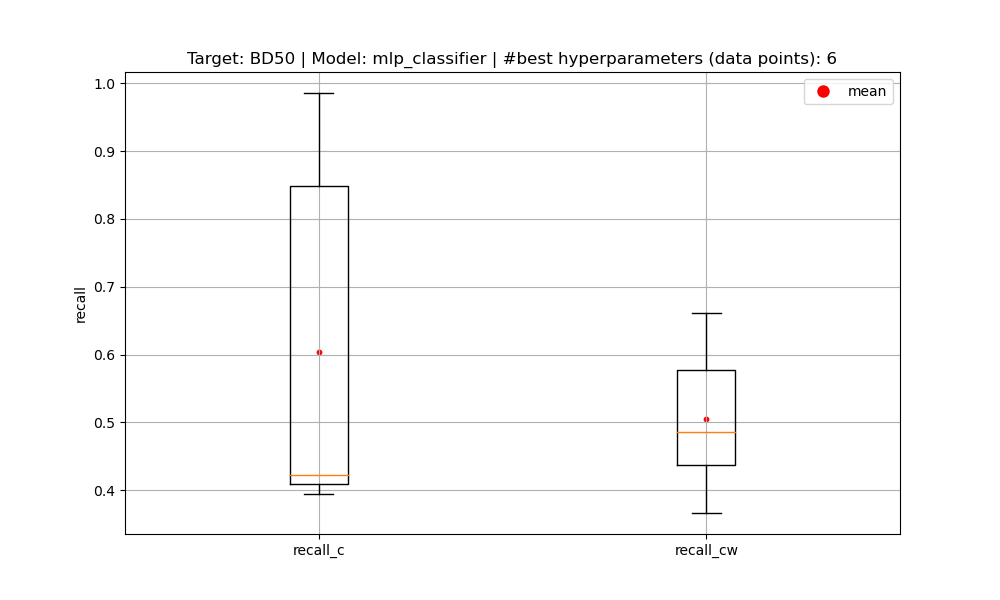 Target: BD50 | Model: mlp_classifier | #best hyperparameters (data points): 6
mean
1.0
0.9
0.8
0.7
0.6
0.5
0.4
recall
recall_c
recall_cw